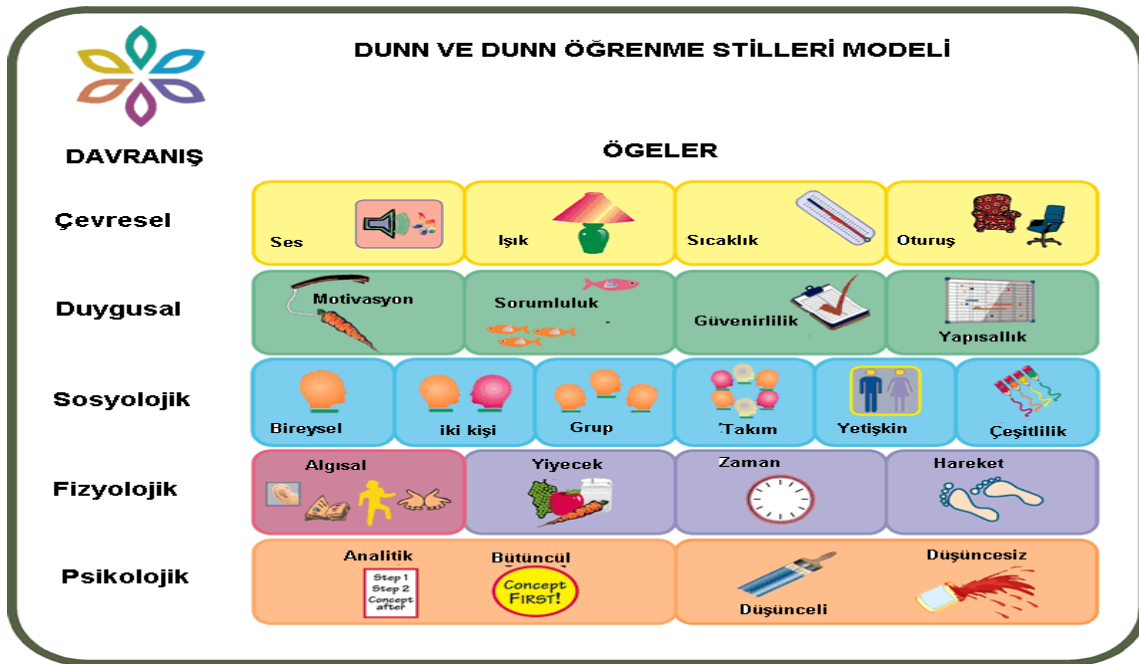 DUNN VE DUNN ÖĞRENME STİLLERİ MODELİ
DAVRANIŞ
ÖGELER
Çevresel
Ses
Işık
Sıcaklık
Oturuş
Duygusal
Motivasyon
Sorumluluk
Güvenirlilik
Yapısallık
Sosyolojik
Bireysel
iki kişi
Grup
Takım
Yetişkin
Çeşitlilik
Fizyolojik
Algısal
Yiyecek
Zaman
Hareket
Psikolojik
Analitik
Step 1
Step 2
Concept
after
Bütüncül
Concept
FIRST!
Düşünceli
Düşüncesiz